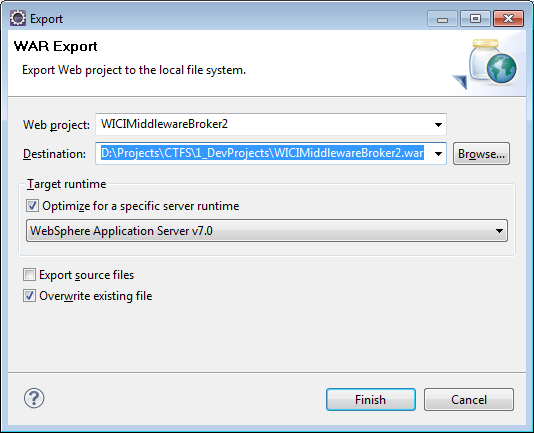 Export
WAR Export
Export Web project to the local file system.
Web project: WICIMiddlewareBroker2
Destination: D:\Projects\CTFS\1_DevProjects\WICIMiddlewareBroker2.war Browse...
Target runtime
Optimize for a specific server runtime
WebSphere Application Server v7.0
Export source files
Overwrite existing file
? Finish Cancel